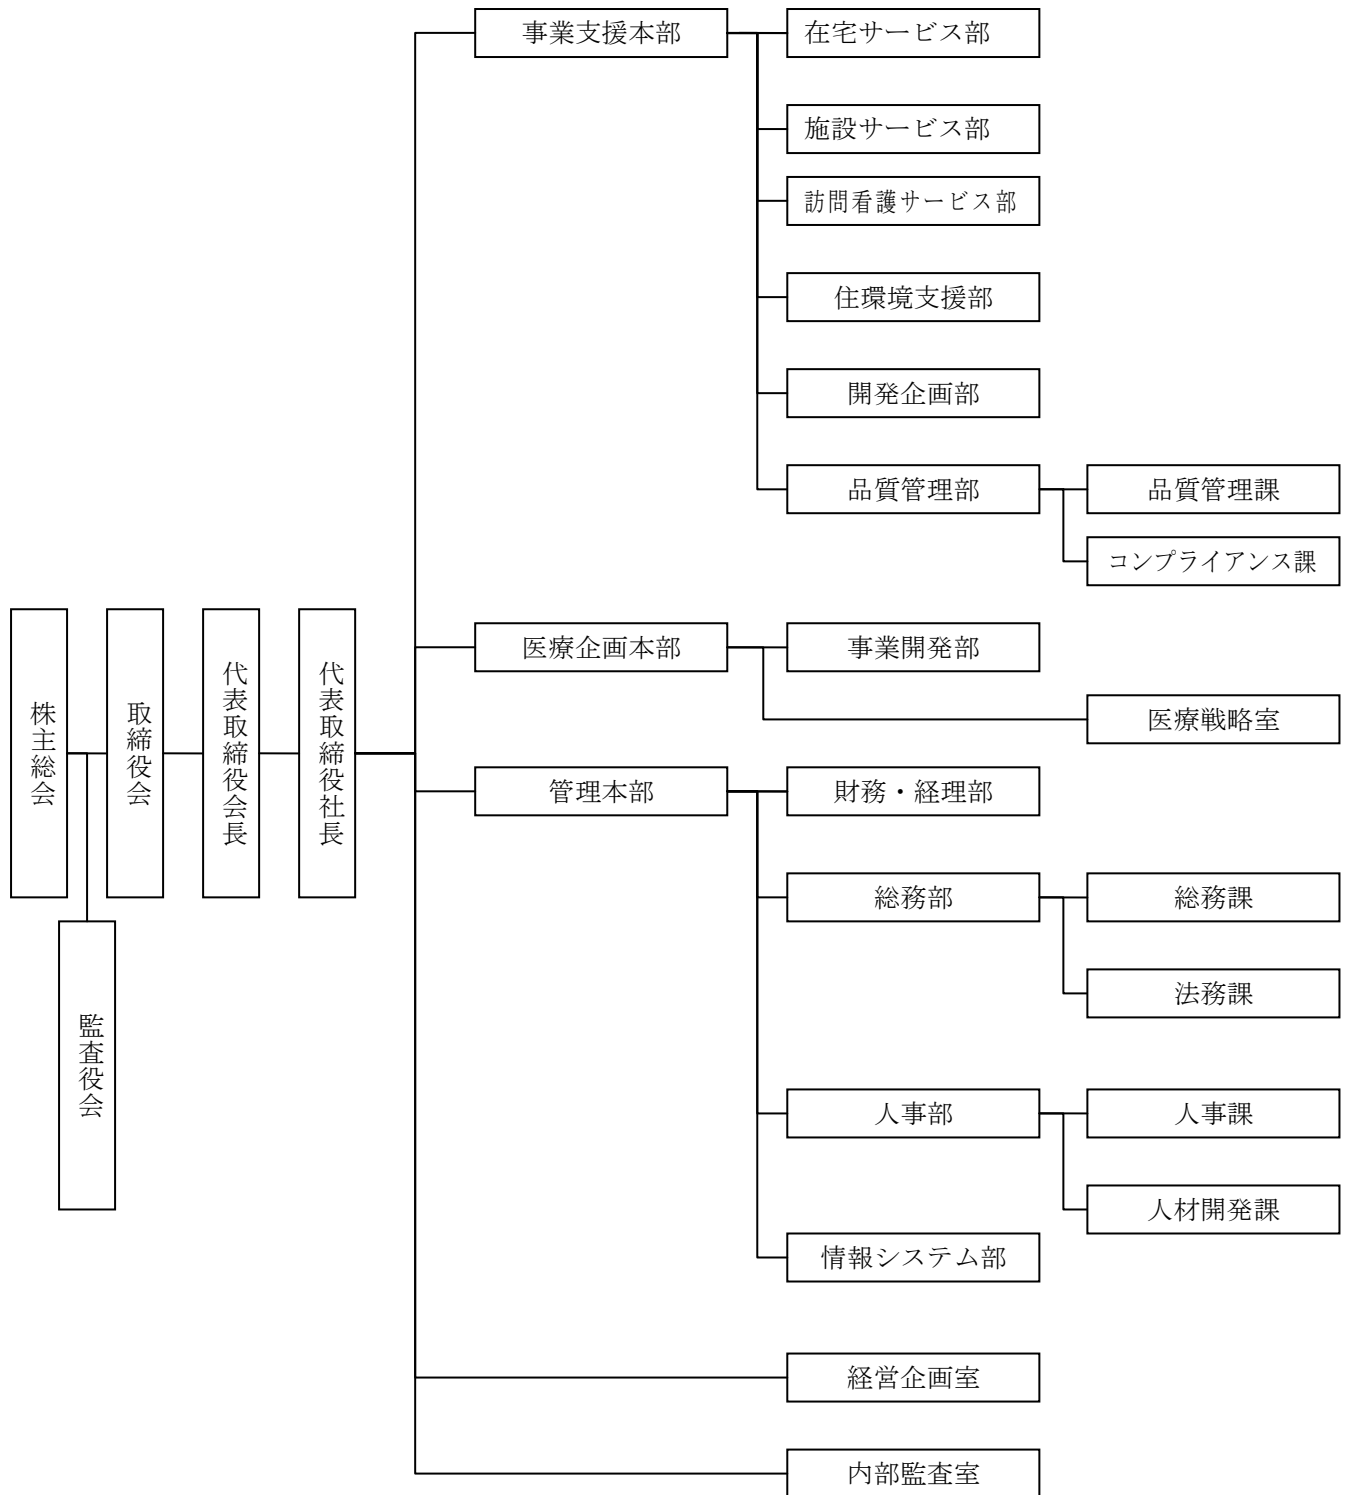 株主総会
監査役会
取締役会
代表取締役会長
代表取締役社長
事業支援本部
在宅サービス部
施設サービス部
訪問看護サービス部
住環境支援部
開発企画部
品質管理部
品質管理課
コンプライアンス課
医療企画本部
事業開発部
医療戦略室
管理本部
財務・経理部
総務部
総務課
法務課
人事部
人事課
人材開発課
情報システム部
経営企画室
内部監査室